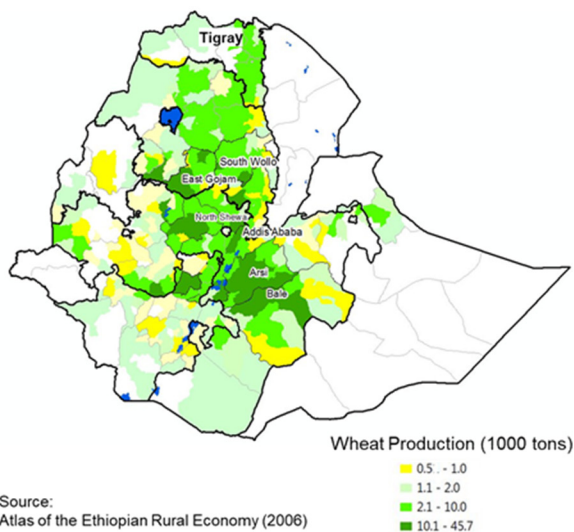 Tigray
South Wollo
East Gojam
North Shewa
Addis Ababa
Arsi
Bale
Wheat Production (1000 tons)
0.5 - 1.0
1.1 - 2.0
2.1 - 10.0
10.1 - 45.7
Source:
Atlas of the Ethiopian Rural Economy (2006)